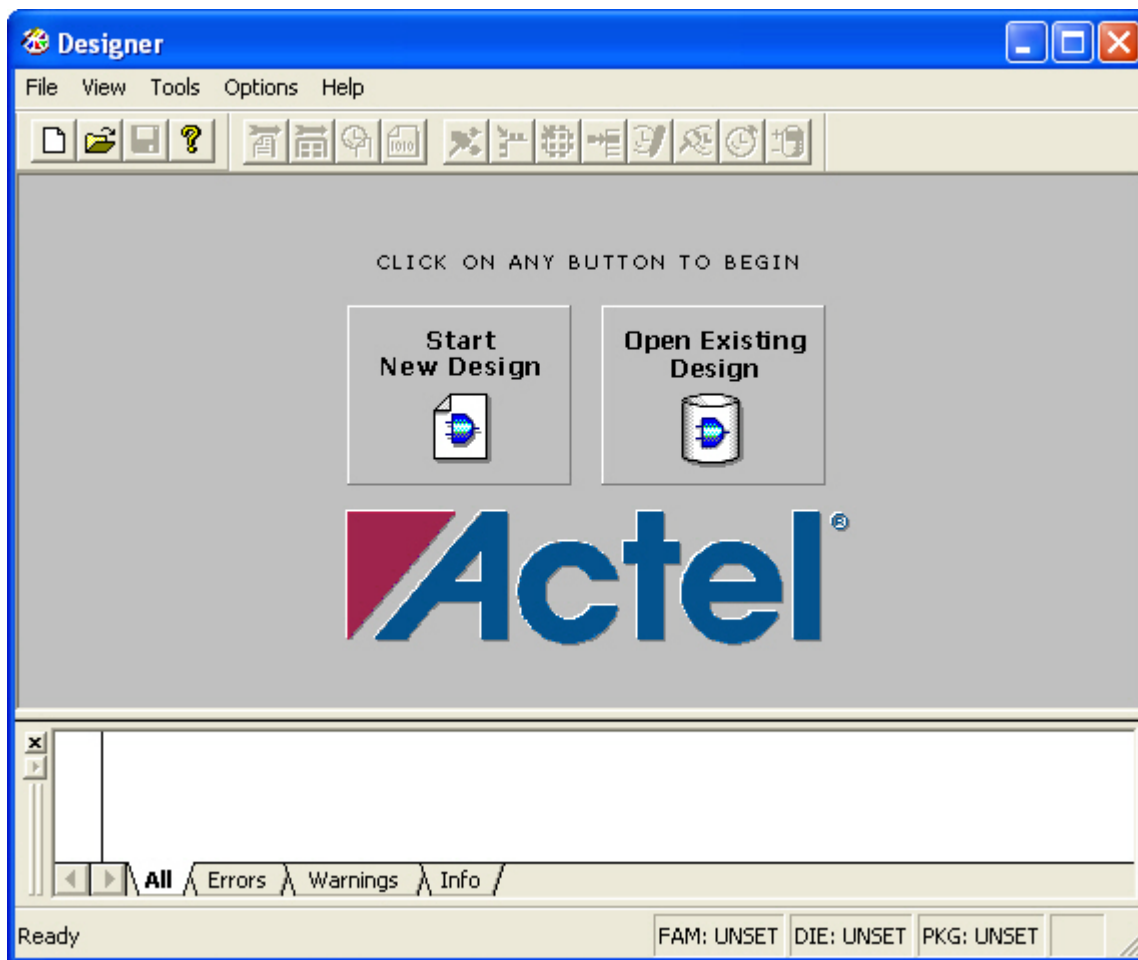 Designer
File View Tools Options Help
1010
CLICK ON ANY BUTTON TO BEGIN
Start
New Design
Open Existing
Design
Actel®
All Errors Warnings Info
Ready FAM: UNSET DIE: UNSET PKG: UNSET